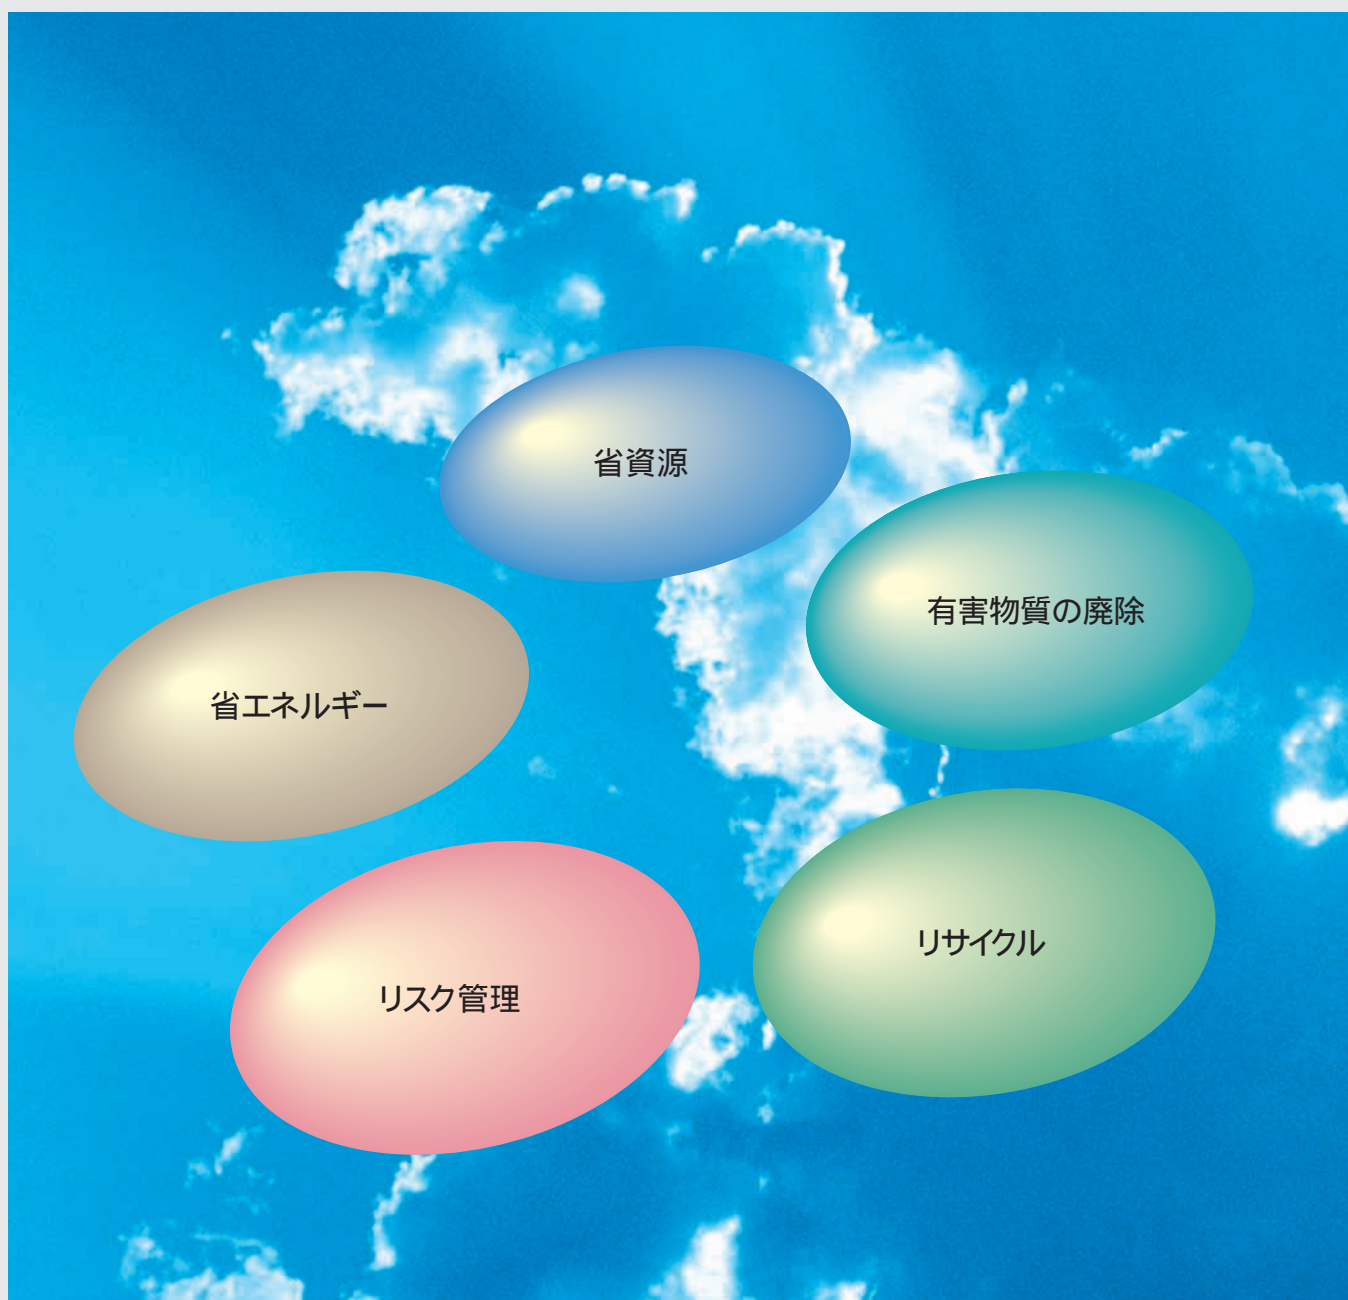 省資源
有害物質の廃除
省エネルギー
リサイクル
リスク管理